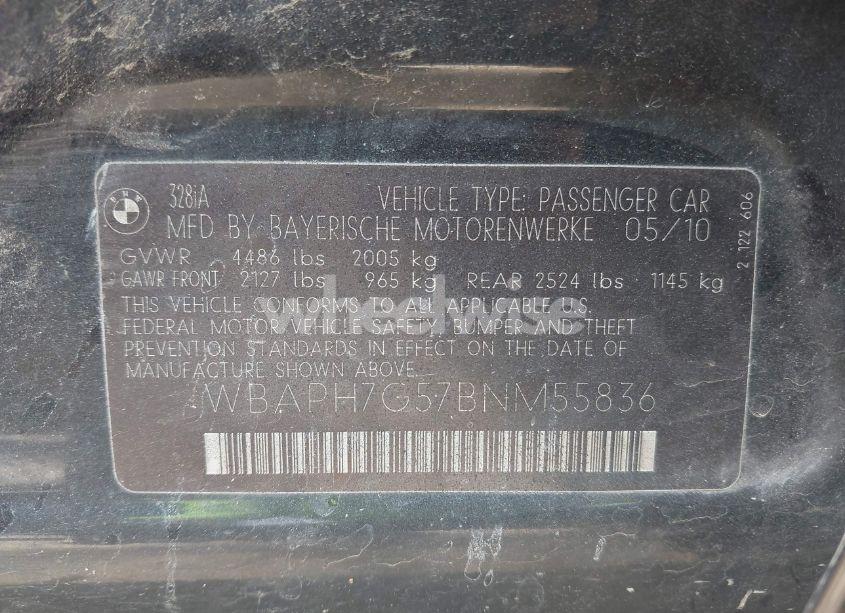 BMW
328iA VEHICLE TYPE: PASSENGER CAR
MFD BY BAYERISCHE MOTORENWERKE 05/10
GVWR 4486 lbs 2005 kg
GAWR FRONT 2127 lbs 965 kg REAR 2524 lbs 1145 kg
THIS VEHICLE CONFORMS TO ALL APPLICABLE U.S.
FEDERAL MOTOR VEHICLE SAFETY, BUMPER AND THEFT
PREVENTION STANDARDS IN EFFECT ON THE DATE OF
MANUFACTURE SHOWN ABOVE.
WBAPH7G57BNM55836
2 122 606
wheelwise